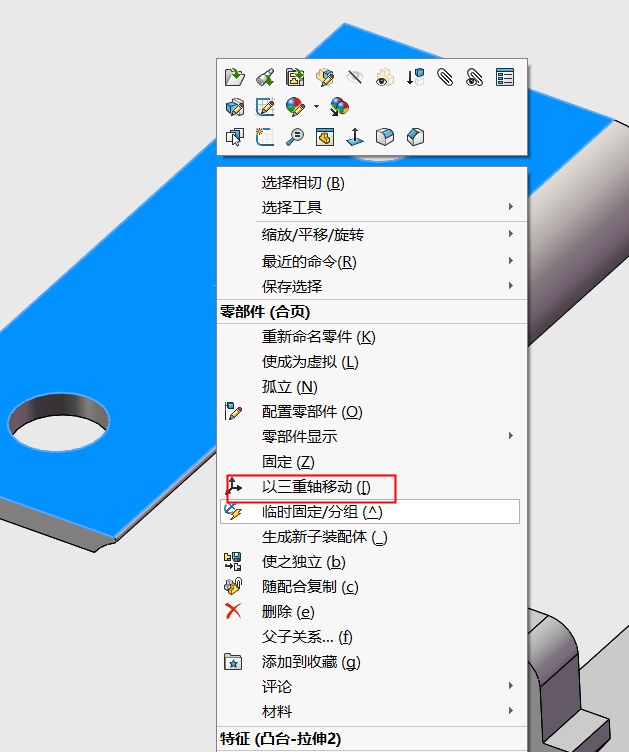 选择相切 (B)
选择工具
缩放/平移/旋转
最近的命令(R)
保存选择
零部件 (合页)
重新命名零件 (K)
使成为虚拟 (L)
孤立 (N)
配置零部件 (O)
零部件显示
固定 (Z)
以三重轴移动 ([)
临时固定/分组 (^)
生成新子装配体 (_)
使之独立 (b)
随配合复制 (c)
删除 (e)
父子关系... (f)
添加到收藏 (g)
评论
材料
特征 (凸台-拉伸2)